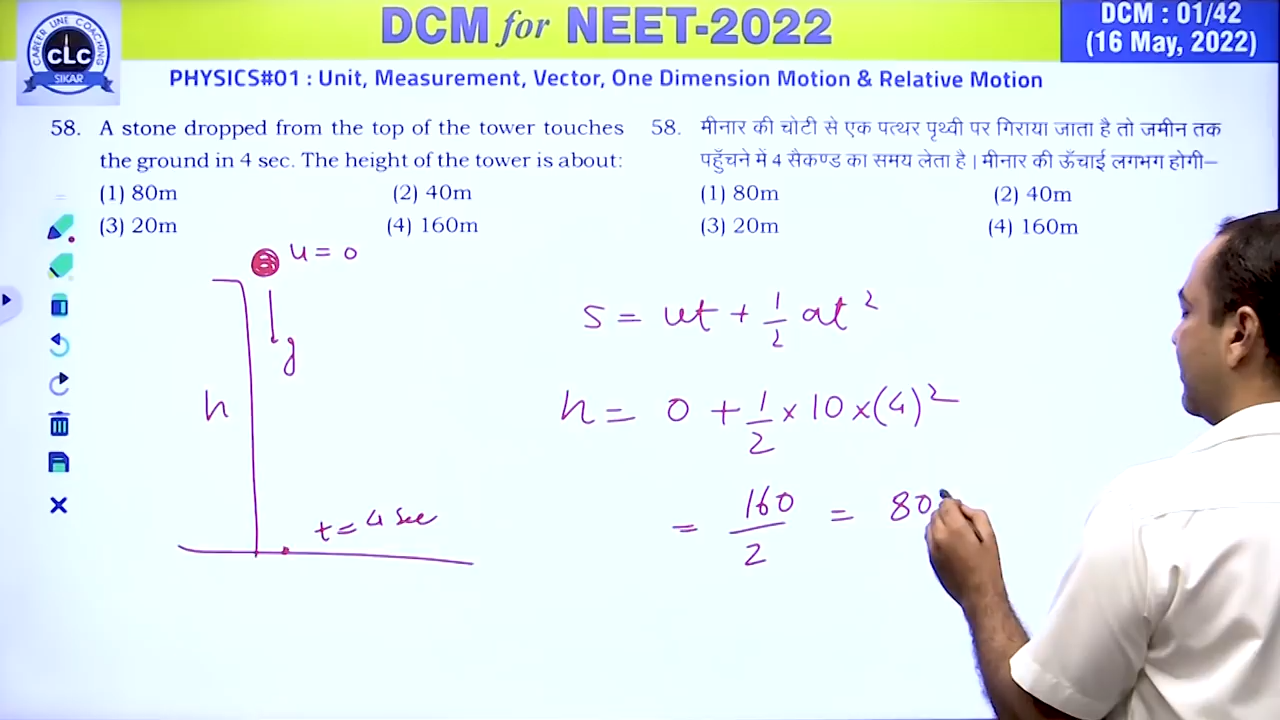 DCM for NEET-2022
DCM : 01/42
(16 May, 2022)
CAREER LINE COACHING
CLC
SIKAR
PHYSICS#01 : Unit, Measurement, Vector, One Dimension Motion & Relative Motion
58. A stone dropped from the top of the tower touches
the ground in 4 sec. The height of the tower is about:
(1) 80m (2) 40m
(3) 20m (4) 160m
58. मीनार की चोटी से एक पत्थर पृथ्वी पर गिराया जाता है तो जमीन तक
पहुँचने में 4 सैकण्ड का समय लेता है। मीनार की ऊँचाई लगभग होगी–
(1) 80m (2) 40m
(3) 20m (4) 160m
u = 0
g
h
t = 4 sec
s = ut + 1/2 at²
h = 0 + 1/2 × 10 × (4)²
= 160/2 = 80